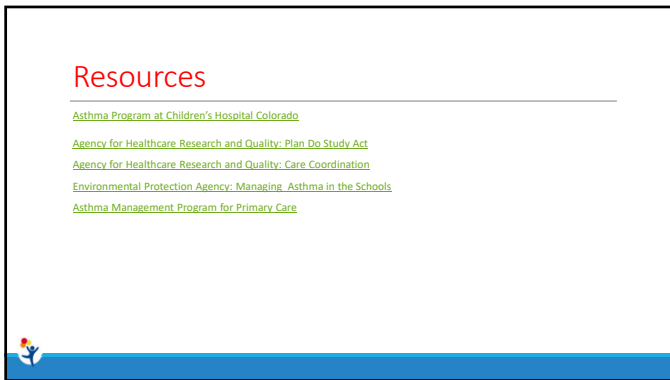 Resources
Asthma Program at Children's Hospital Colorado
Agency for Healthcare Research and Quality: Plan Do Study Act
Agency for Healthcare Research and Quality: Care Coordination
Environmental Protection Agency: Managing  Asthma in the Schools
Asthma Management Program for Primary Care